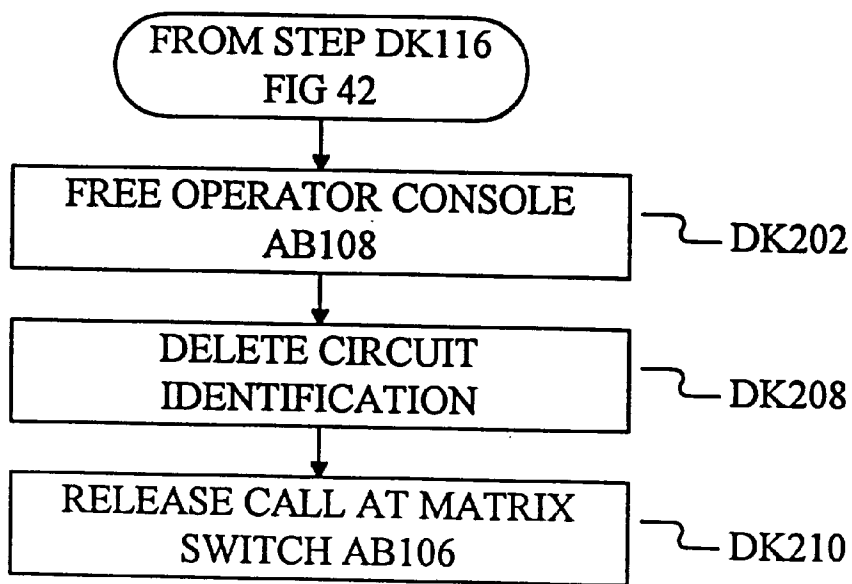 FROM STEP DK116
FIG 42
FREE OPERATOR CONSOLE
AB108
DK202
DELETE CIRCUIT
IDENTIFICATION
DK208
RELEASE CALL AT MATRIX
SWITCH AB106
DK210